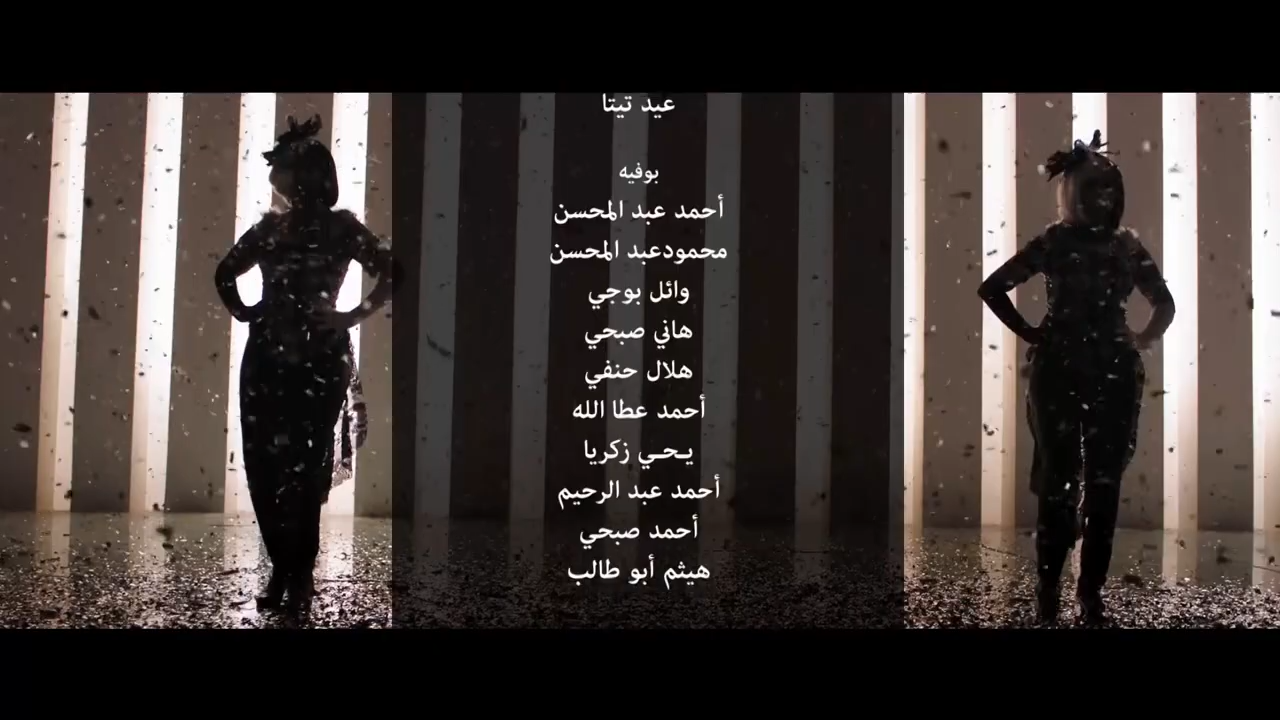 عيد تيتا
بوفيه
أحمد عبد المحسن
محمودعبد المحسن
وائل بوجي
هاني صبحي
هلال حنفي
أحمد عطا الله
يحي زكريا
أحمد عبد الرحيم
أحمد صبحي
هيثم أبو طالب